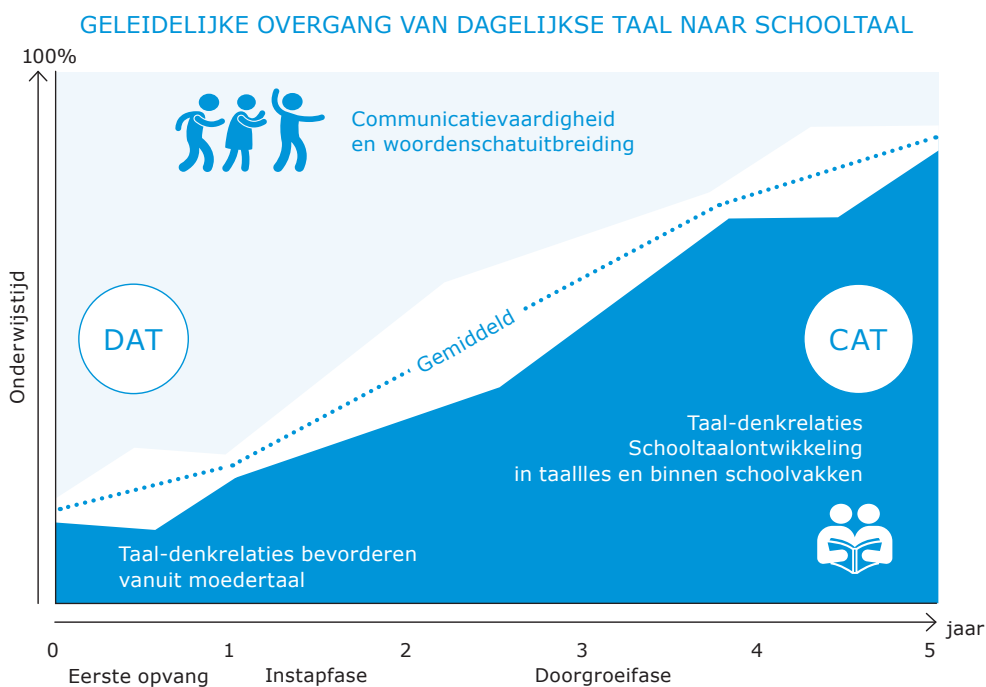 GELEIDELIJKE OVERGANG VAN DAGELIJKSE TAAL NAAR SCHOOLTAAL
100%
Communicatievaardigheid
en woordenschatuitbreiding
Onderwijstijd
DAT
Gemiddeld
CAT
Taal-denkrelaties
Schooltaalontwikkeling
in taallles en binnen schoolvakken
Taal-denkrelaties bevorderen
vanuit moedertaal
jaar
0 1 2 3 4 5
Eerste opvang Instapfase Doorgroeifase